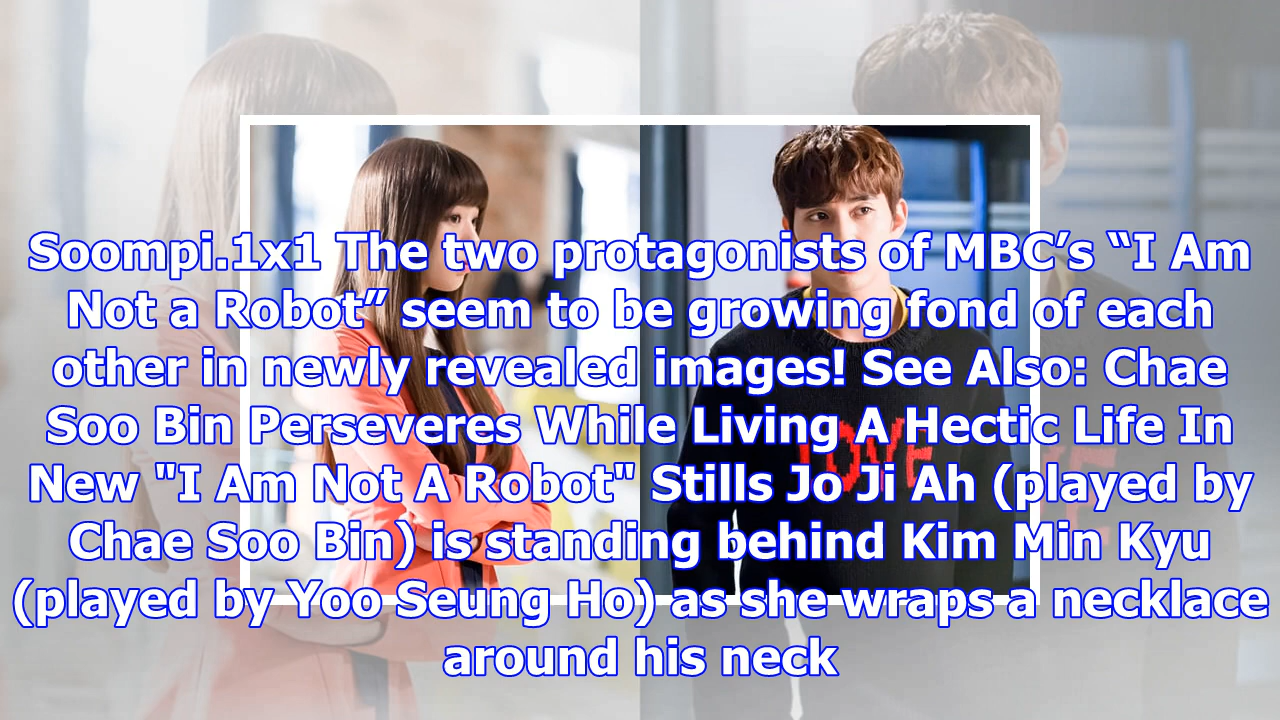 Soompi.1x1 The two protagonists of MBC’s “I Am
Not a Robot” seem to be growing fond of each
other in newly revealed images! See Also: Chae
Soo Bin Perseveres While Living A Hectic Life In
New "I Am Not A Robot" Stills Jo Ji Ah (played by
Chae Soo Bin) is standing behind Kim Min Kyu
(played by Yoo Seung Ho) as she wraps a necklace
around his neck
LOVE